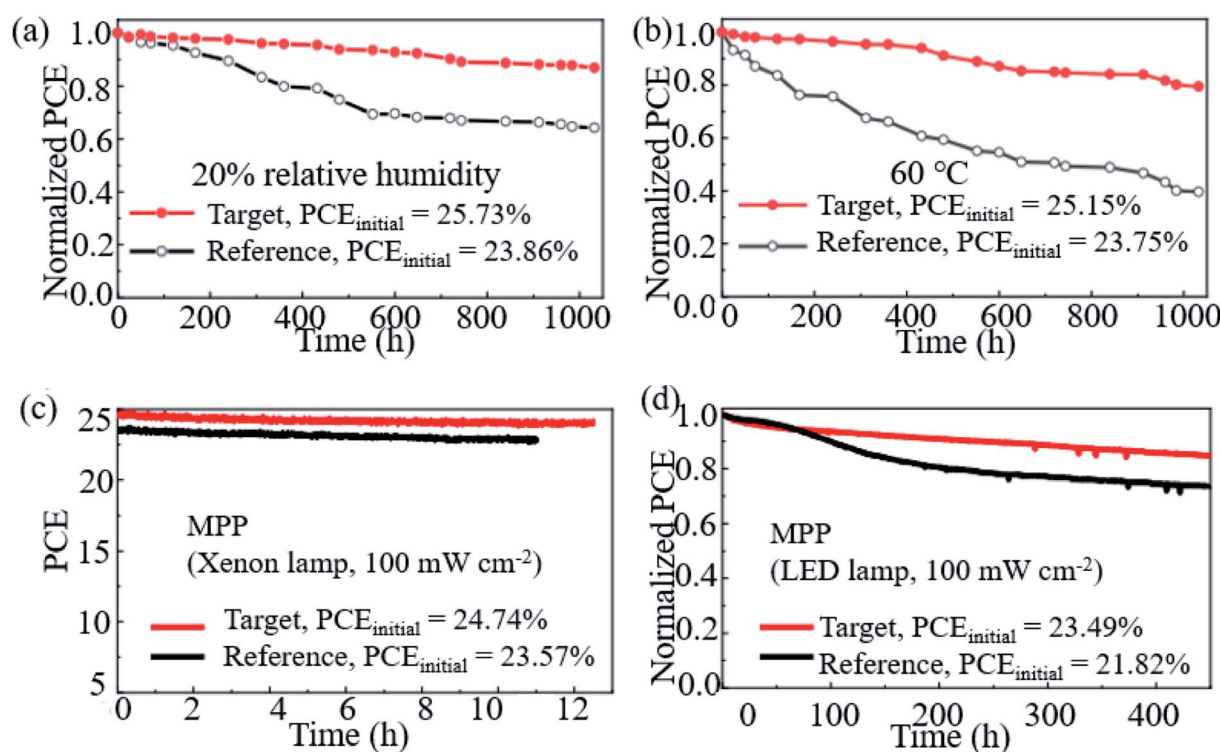 (a)
1.0
0.8
0.6
0.4
0.2
0.0
Normalized PCE
20% relative humidity
Target, PCEinitial = 25.73%
Reference, PCEinitial = 23.86%
0 200 400 600 800 1000
Time (h)
(b)
1.0
0.8
0.6
0.4
0.2
0.0
Normalized PCE
60 °C
Target, PCEinitial = 25.15%
Reference, PCEinitial = 23.75%
0 200 400 600 800 1000
Time (h)
(c)
25
20
15
10
5
PCE
MPP
(Xenon lamp, 100 mW cm-2)
Target, PCEinitial = 24.74%
Reference, PCEinitial = 23.57%
0 2 4 6 8 10 12
Time (h)
(d)
1.0
0.8
0.6
0.4
0.2
0.0
Normalized PCE
MPP
(LED lamp, 100 mW cm-2)
Target, PCEinitial = 23.49%
Reference, PCEinitial = 21.82%
0 100 200 300 400
Time (h)